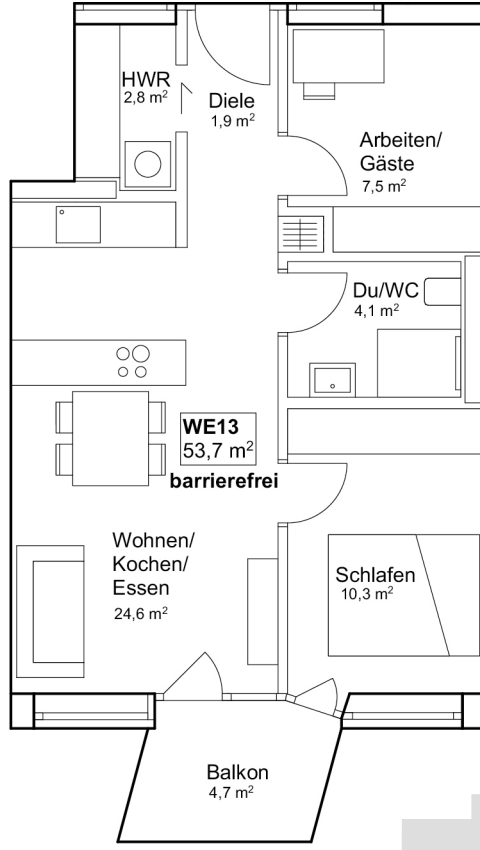 HWR
2,8 m²
Diele
1,9 m²
Arbeiten/
Gäste
7,5 m²
Du/WC
4,1 m²
WE13
53,7 m²
barrierefrei
Wohnen/
Kochen/
Essen
24,6 m²
Schlafen
10,3 m²
Balkon
4,7 m²